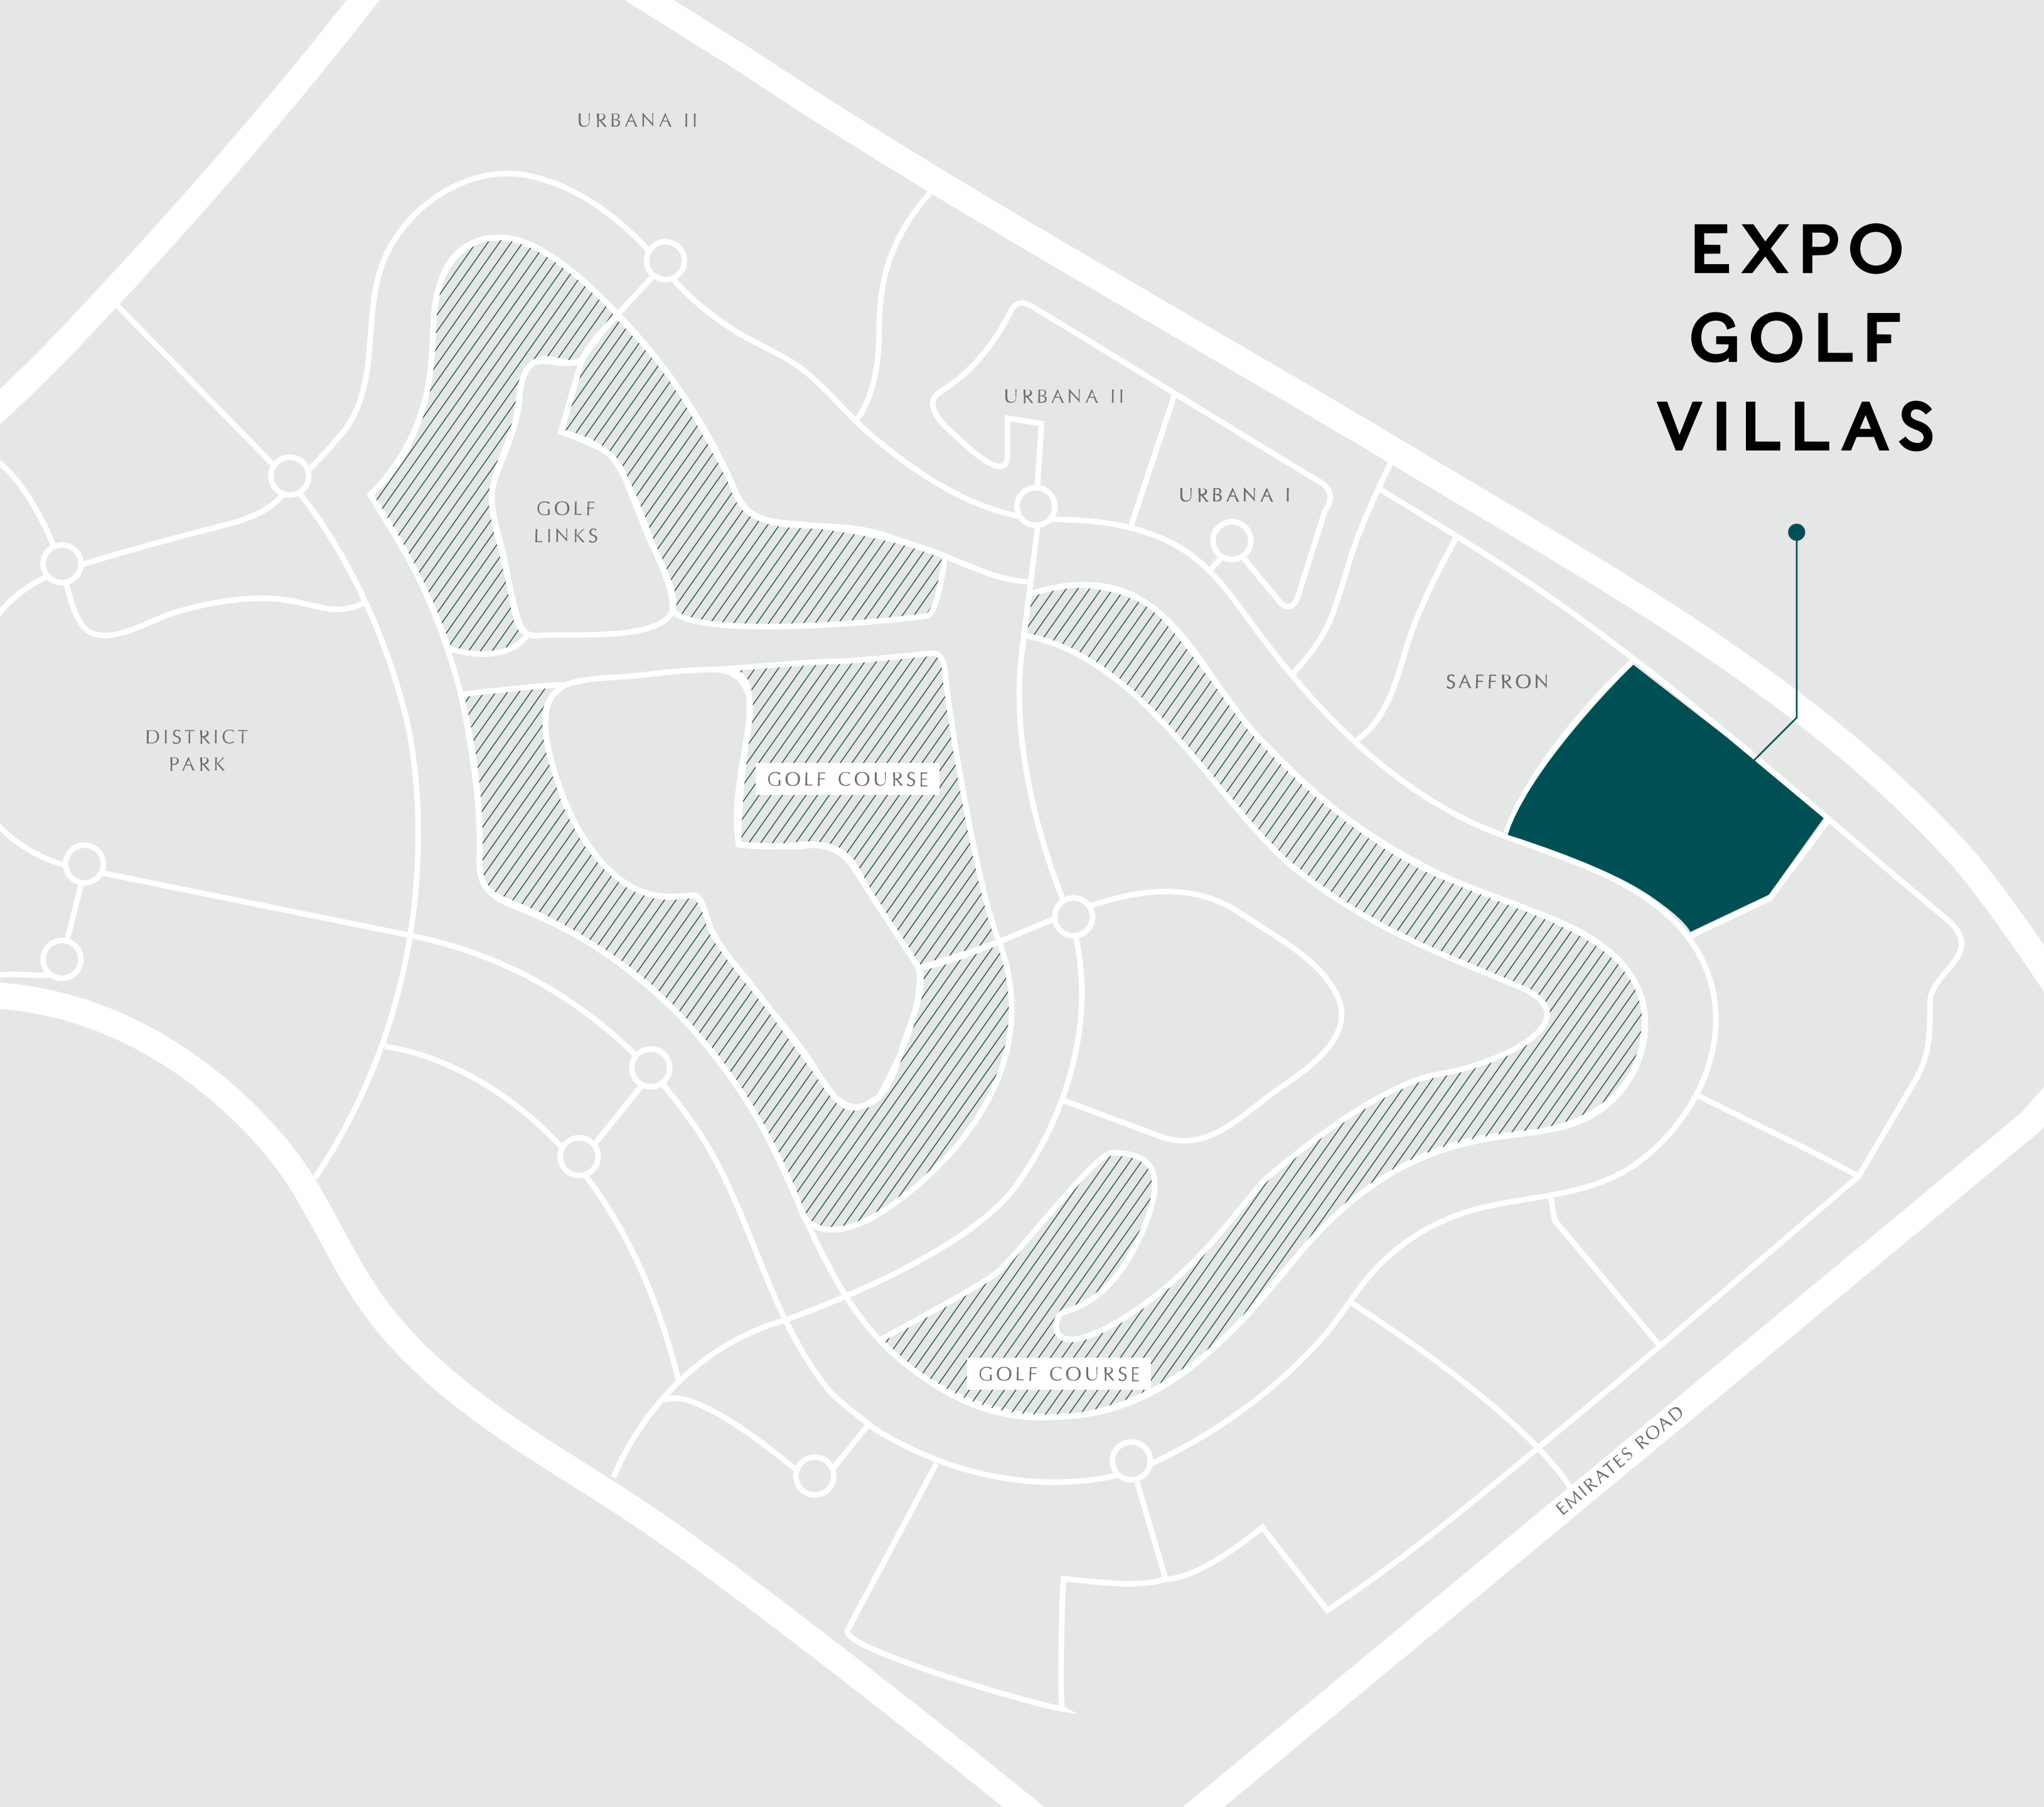 URBANA II
EXPO
GOLF
VILLAS
URBANA II
URBANA I
GOLF
LINKS
SAFFRON
DISTRICT
PARK
GOLF COURSE
GOLF COURSE
EMIRATES ROAD